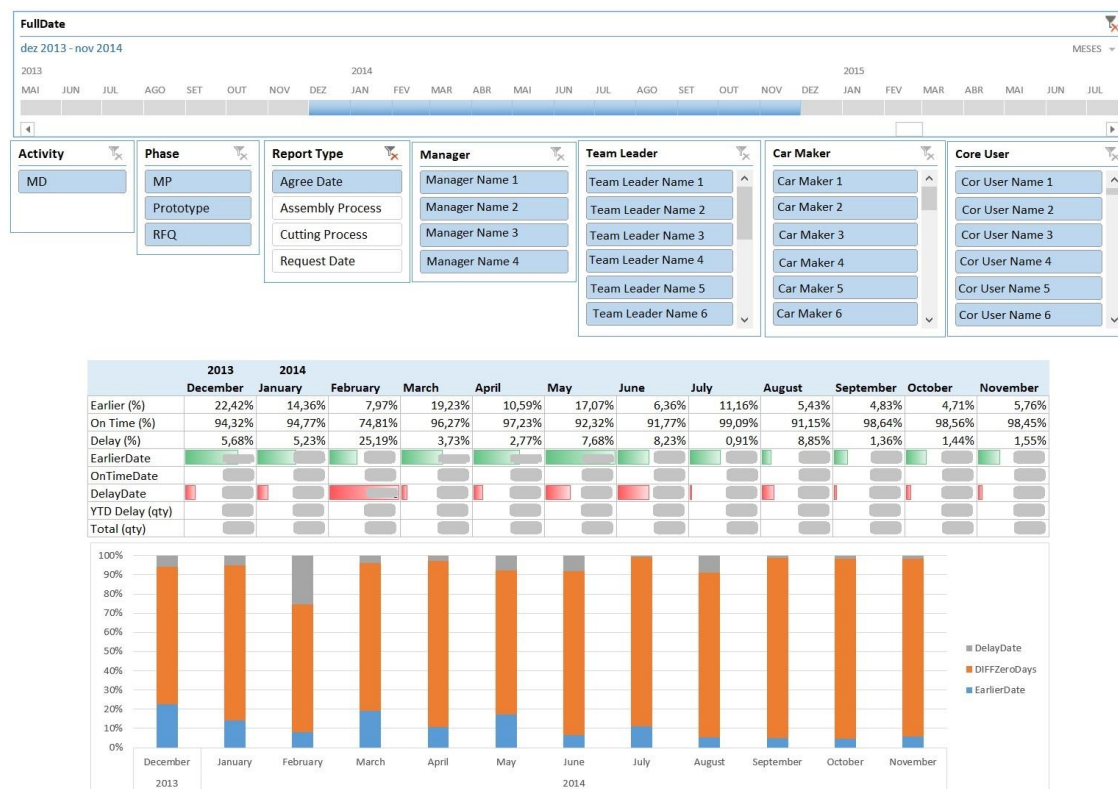 FullDate
dez 2013 - nov 2014 MESES
2013 2014 2015
MAI JUN JUL AGO SET OUT NOV DEZ JAN FEV MAR ABR MAI JUN JUL AGO SET OUT NOV DEZ JAN FEV MAR ABR MAI JUN JUL
Activity
MD
Phase
MP
Prototype
RFQ
Report Type
Agree Date
Assembly Process
Cutting Process
Request Date
Manager
Manager Name 1
Manager Name 2
Manager Name 3
Manager Name 4
Team Leader
Team Leader Name 1
Team Leader Name 2
Team Leader Name 3
Team Leader Name 4
Team Leader Name 5
Team Leader Name 6
Car Maker
Car Maker 1
Car Maker 2
Car Maker 3
Car Maker 4
Car Maker 5
Car Maker 6
Core User
Cor User Name 1
Cor User Name 2
Cor User Name 3
Cor User Name 4
Cor User Name 5
Cor User Name 6
2013 2014
December January February March April May June July August September October November
Earlier (%) 22,42% 14,36% 7,97% 19,23% 10,59% 17,07% 6,36% 11,16% 5,43% 4,83% 4,71% 5,76%
On Time (%) 94,32% 94,77% 74,81% 96,27% 97,23% 92,32% 91,77% 99,09% 91,15% 98,64% 98,56% 98,45%
Delay (%) 5,68% 5,23% 25,19% 3,73% 2,77% 7,68% 8,23% 0,91% 8,85% 1,36% 1,44% 1,55%
EarlierDate
OnTimeDate
DelayDate
YTD Delay (qty)
Total (qty)
100%
90%
80%
70%
60%
50%
40%
30%
20%
10%
0%
December January February March April May June July August September October November
2013 2014
DelayDate
DIFFZeroDays
EarlierDate